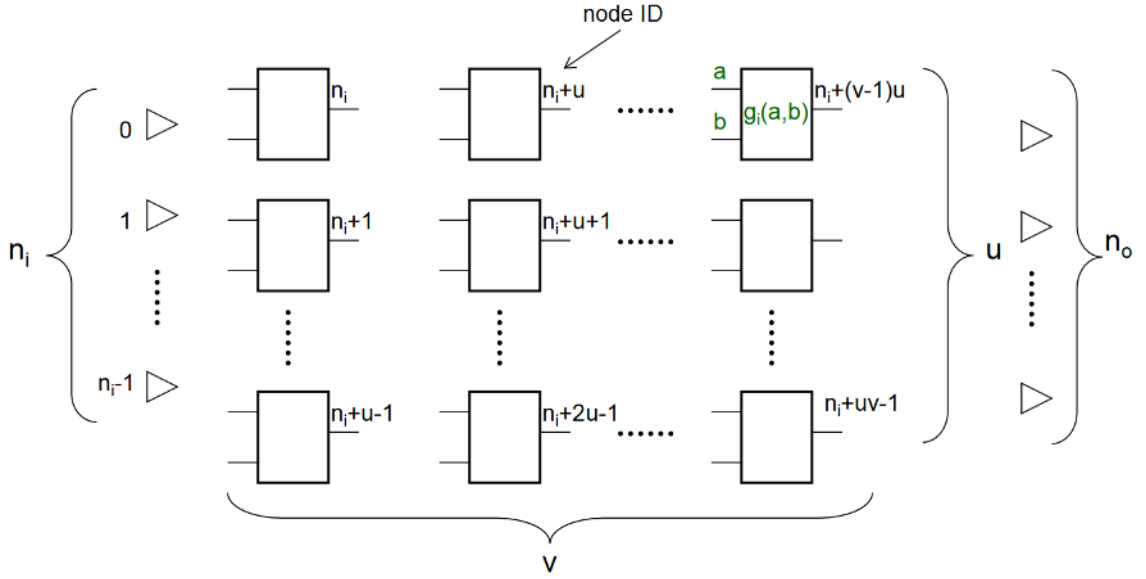 node ID
a
n_i
n_i+u
n_i+(v-1)u
0
b
g_i(a,b)
1
n_i+1
n_i+u+1
n_i
u
n_o
n_i-1
n_i+u-1
n_i+2u-1
n_i+uv-1
v